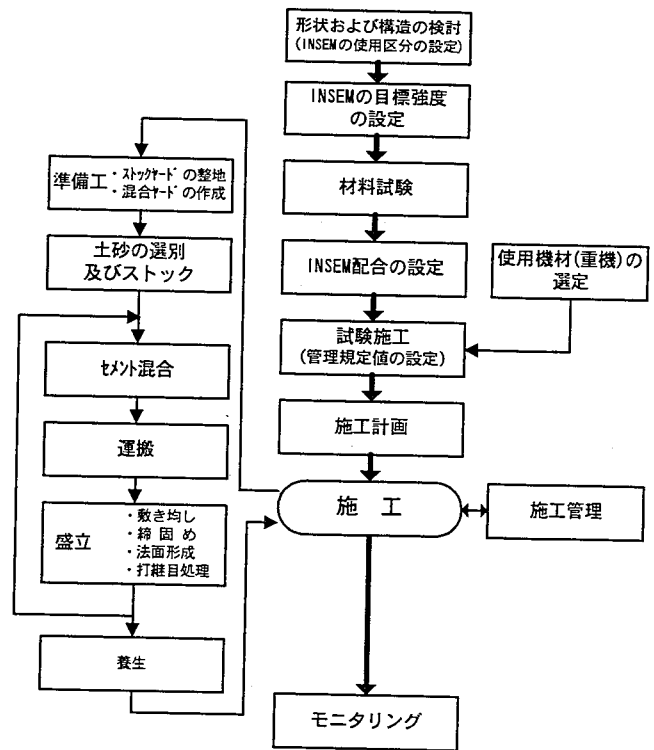 形状および構造の検討
(INSEMの使用区分の設定)
INSEMの目標強度
の設定
材料試験
INSEM配合の設定
使用機材(重機)の
選定
試験施工
(管理規定値の設定)
施工計画
施 工
施工管理
モニタリング
準備工
・ｽﾄｯｸﾔｰﾄﾞの整地
・混合ﾔｰﾄﾞの作成
土砂の選別
及びストック
ｾﾒﾝﾄ混合
運搬
盛立
・敷き均し
・締 固 め
・法面形成
・打継目処理
養生